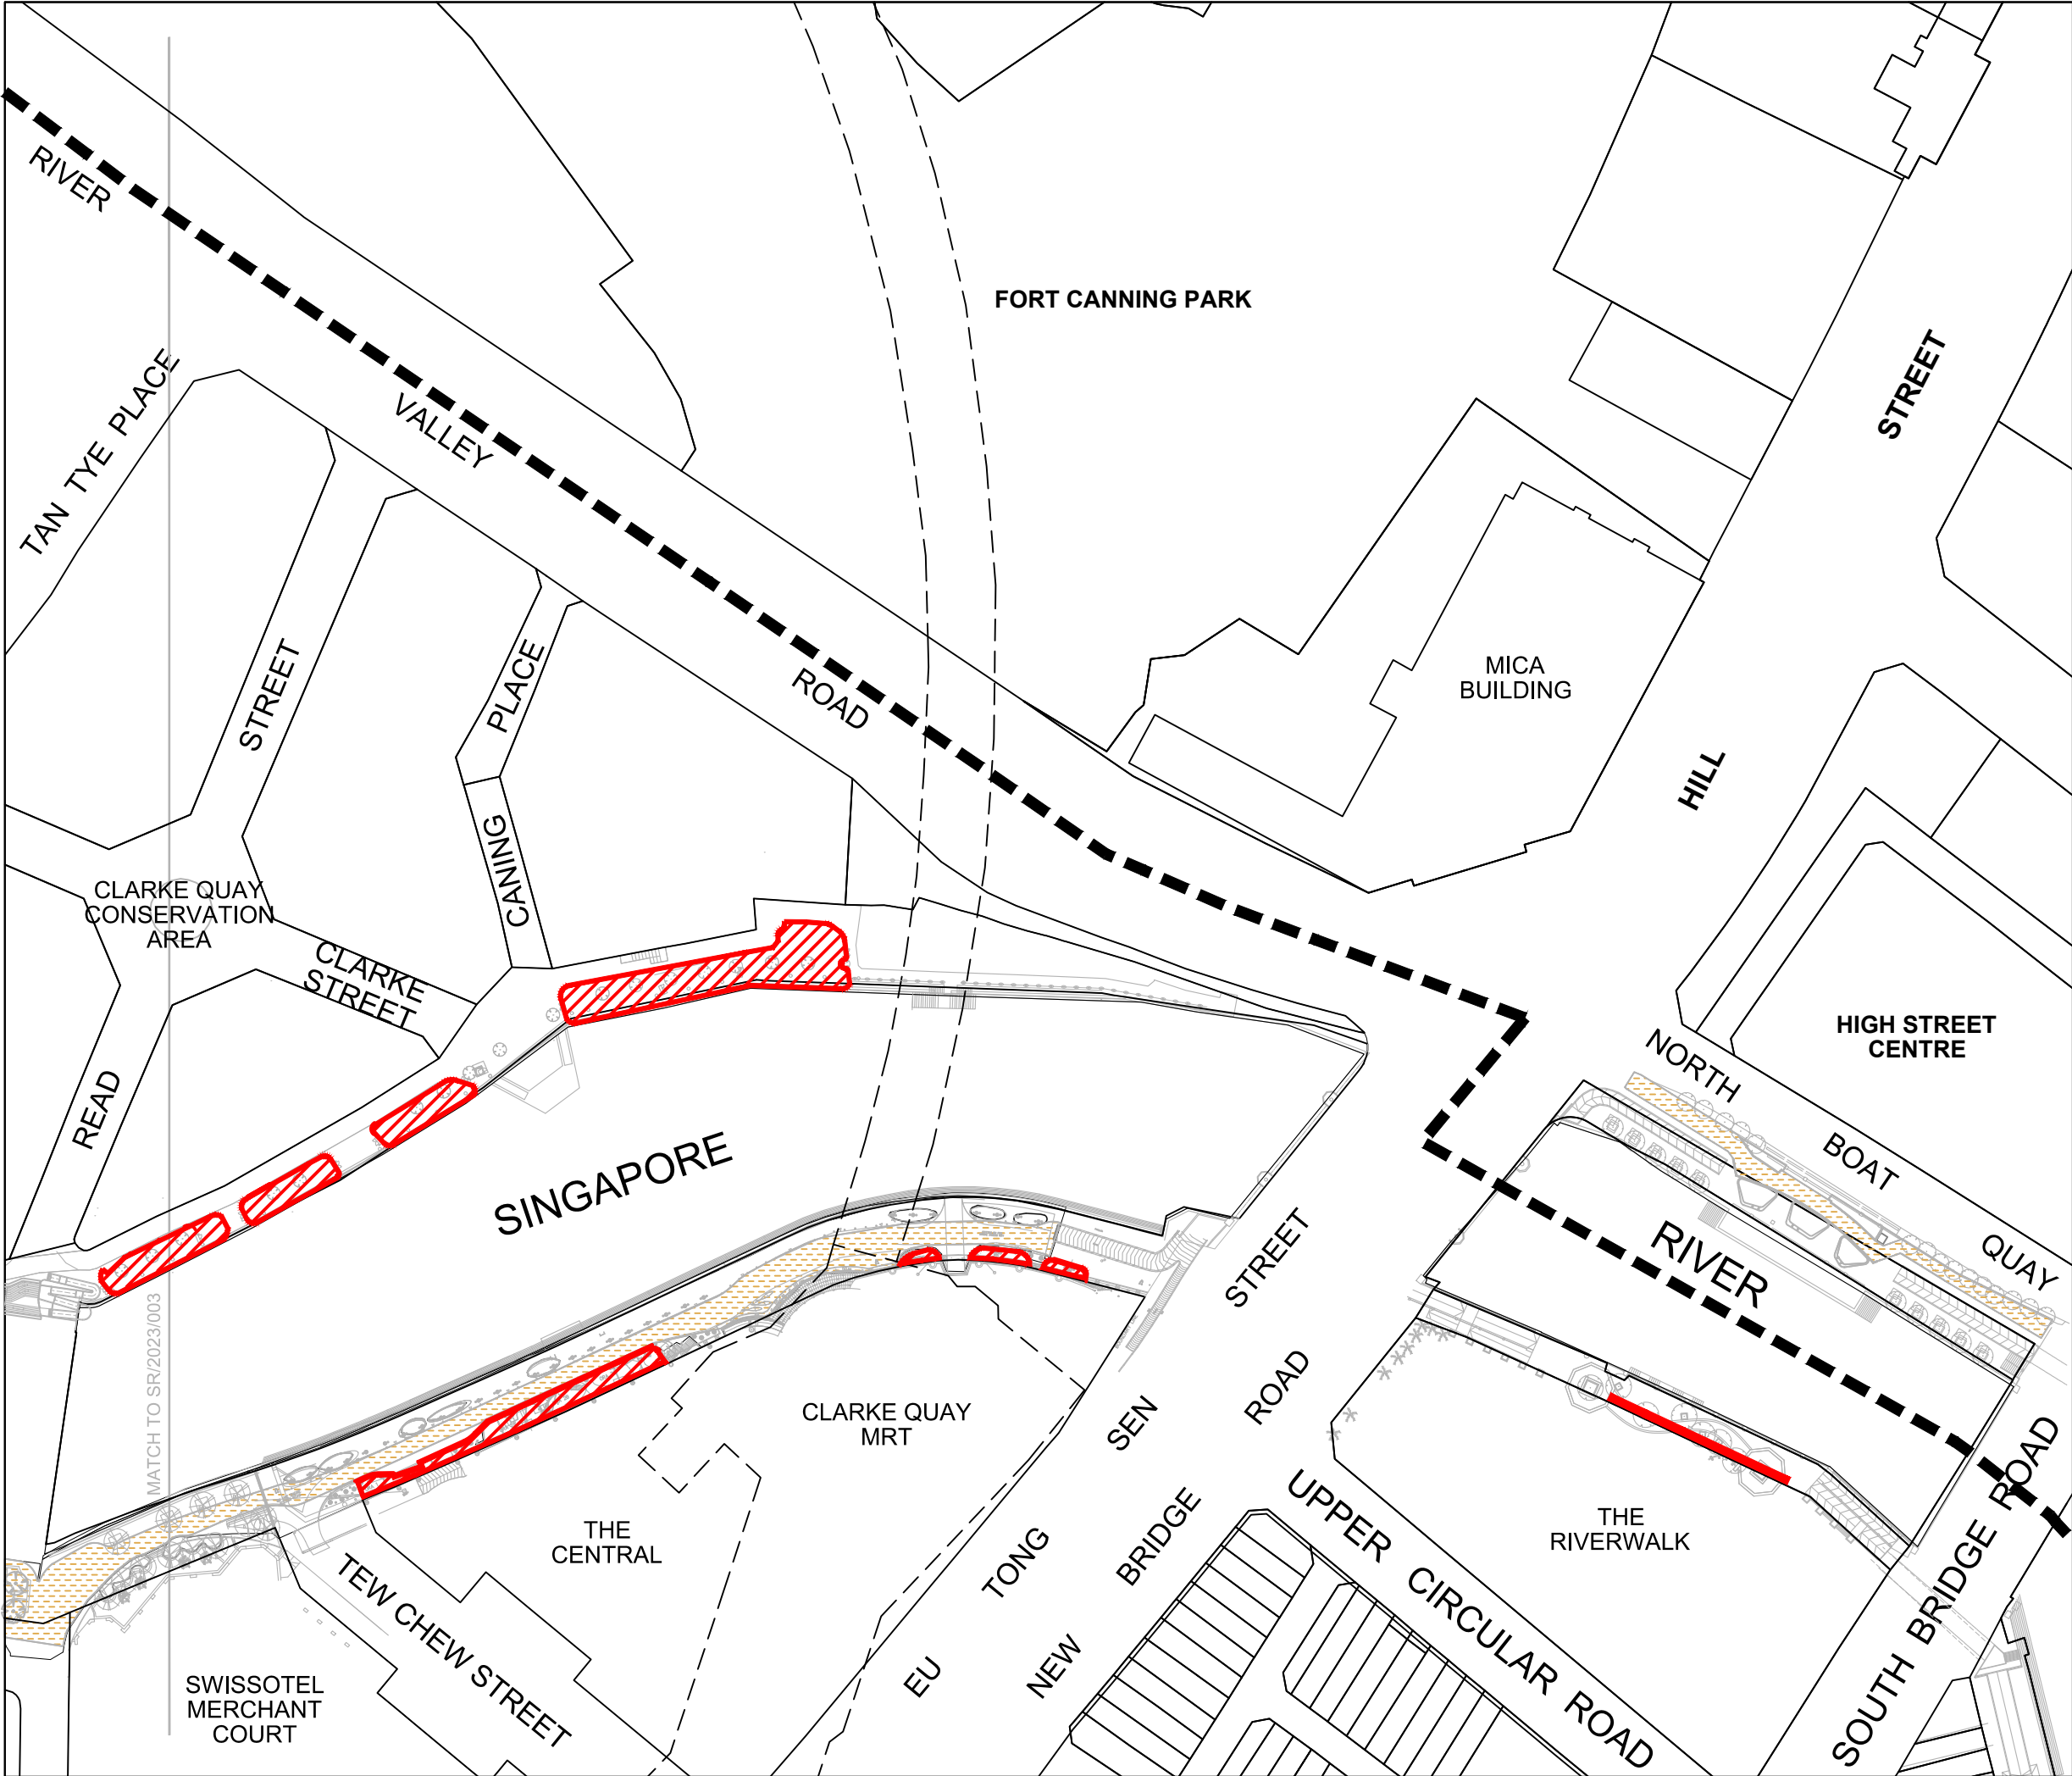 RIVER
VALLEY
ROAD
FORT CANNING PARK
STREET
HILL
TAN TYE PLACE
STREET
PLACE
CANNING
MICA
BUILDING
CLARKE QUAY
CONSERVATION
AREA
CLARKE
STREET
READ
HIGH STREET
CENTRE
NORTH
BOAT
QUAY
SINGAPORE
RIVER
STREET
ROAD
MATCH TO SR/2023/003
CLARKE QUAY
MRT
SEN
TONG
EU
BRIDGE
NEW
THE
CENTRAL
UPPER CIRCULAR ROAD
THE
RIVERWALK
SOUTH BRIDGE ROAD
TEW CHEW STREET
SWISSOTEL
MERCHANT
COURT